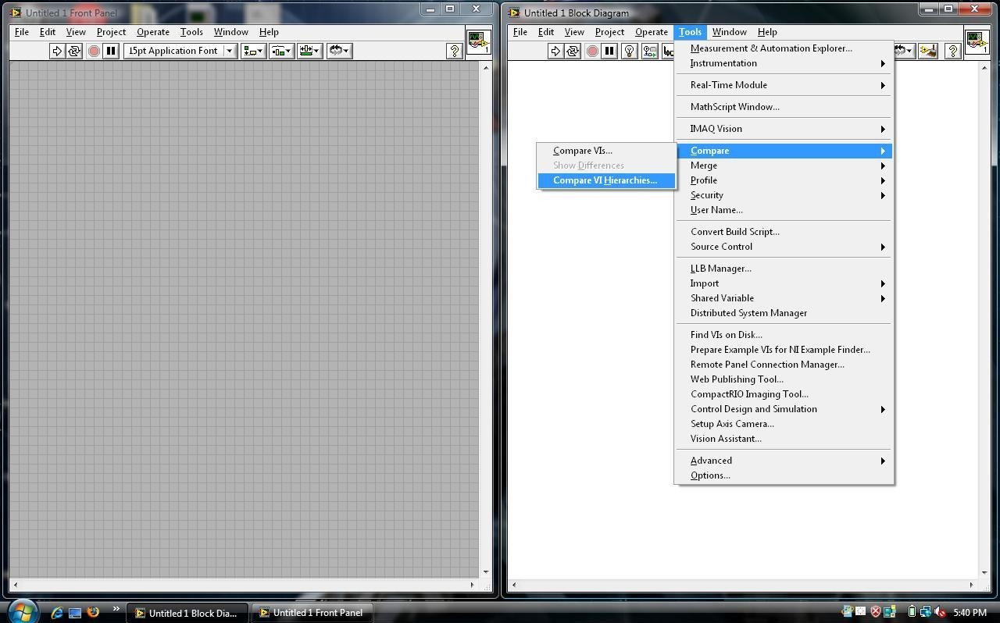 Untitled 1 Front Panel
File Edit View Project Operate Tools Window Help
15pt Application Font
1
Untitled 1 Block Diagram
File Edit View Project Operate Tools Window Help
1
Measurement & Automation Explorer...
Instrumentation
Real-Time Module
MathScript Window...
IMAQ Vision
Compare
Merge
Profile
Security
User Name...
Convert Build Script...
Source Control
LLB Manager...
Import
Shared Variable
Distributed System Manager
Find VIs on Disk...
Prepare Example VIs for NI Example Finder...
Remote Panel Connection Manager...
Web Publishing Tool...
CompactRIO Imaging Tool...
Control Design and Simulation
Setup Axis Camera...
Vision Assistant...
Advanced
Options...
Compare VIs...
Show Differences
Compare VI Hierarchies...
Untitled 1 Block Dia...
Untitled 1 Front Panel
5:40 PM